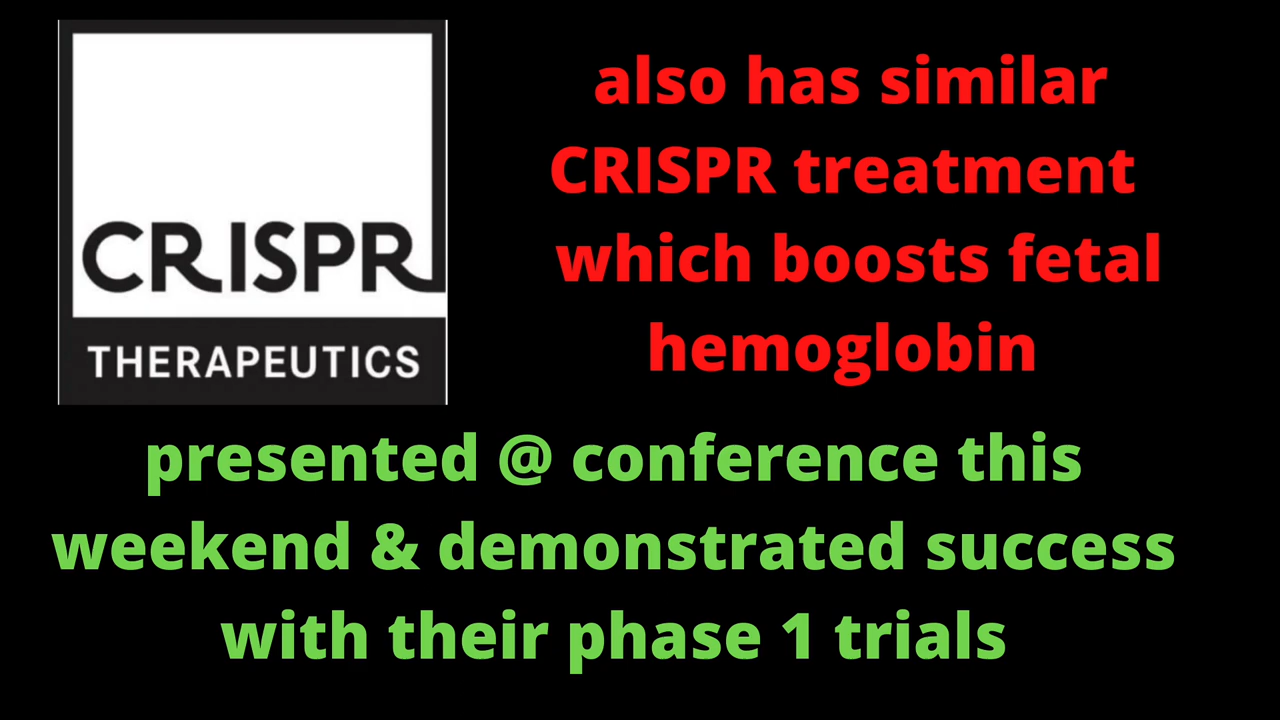 CRISPR
THERAPEUTICS
also has similar
CRISPR treatment
which boosts fetal
hemoglobin
presented @ conference this
weekend & demonstrated success
with their phase 1 trials